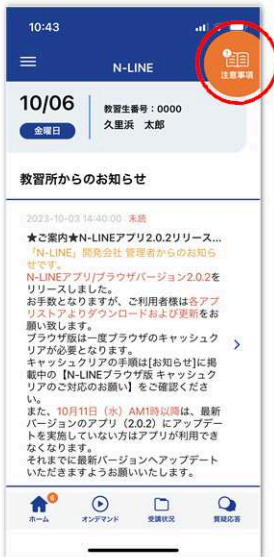 10:43
N-LINE
注意事項
10/06
金曜日
教習生番号：0000
久里浜　太郎
教習所からのお知らせ
2023-10-03 14:40:00 未読
★ご案内★N-LINEアプリ2.0.2リリース...
「N-LINE」開発会社 管理者からのお知ら
せです。
N-LINEアプリ/ブラウザバージョン2.0.2を
リリースしました。
お手数となりますが、ご利用者様は各アプ
リストアよりダウンロードおよび更新をお
願い致します。
ブラウザ版は一度ブラウザのキャッシュク
リアが必要となります。
キャッシュクリアの手順は[お知らせ]に掲
載中の【N-LINEブラウザ版 キャッシュク
リアのご対応のお願い】をご確認くださ
い。
また、10月11日（水）AM1時以降は、最新
バージョンのアプリ（2.0.2）にアップデー
トを実施していない方はアプリが利用でき
なくなります。
それまでに最新バージョンへアップデート
いただきますようお願いいたします。
6
ホーム
オンデマンド
受講状況
質疑応答